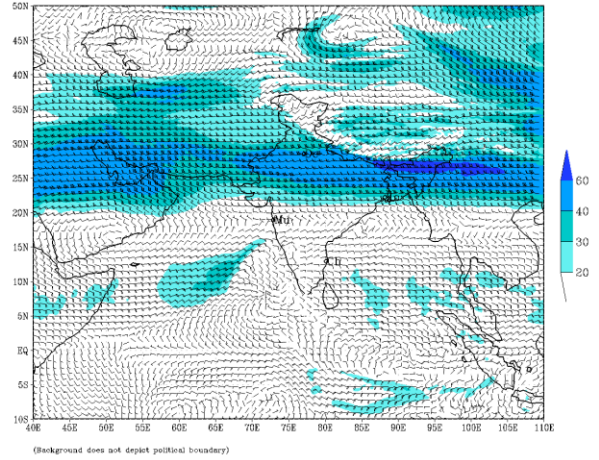 50N
45N
40N
35N
30N
25N
20N
15N
10N
5N
EQ
5S
10S
40E 45E 50E 55E 60E 65E 70E 75E 80E 85E 90E 95E 100E 105E 110E
Mu
Ch
60
40
30
20
(Background does not depict political boundary)